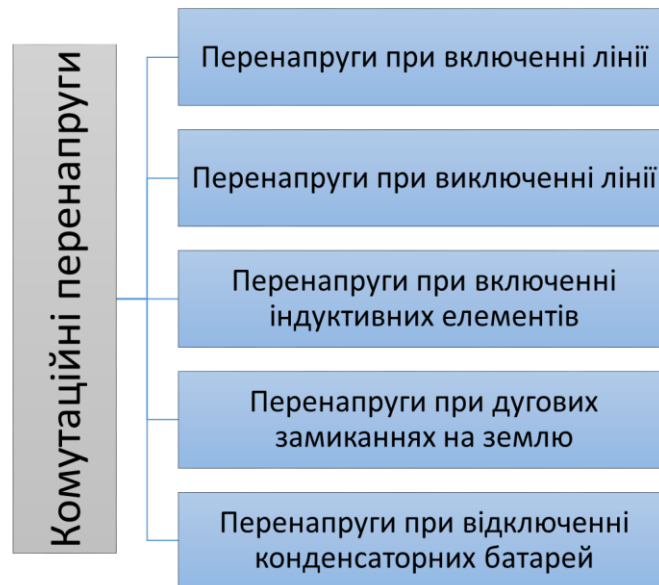 Комутаційні перенапруги
Перенапруги при включенні лінії
Перенапруги при виключенні лінії
Перенапруги при включенні
індуктивних елементів
Перенапруги при дугових
замиканнях на землю
Перенапруги при відключенні
конденсаторних батарей